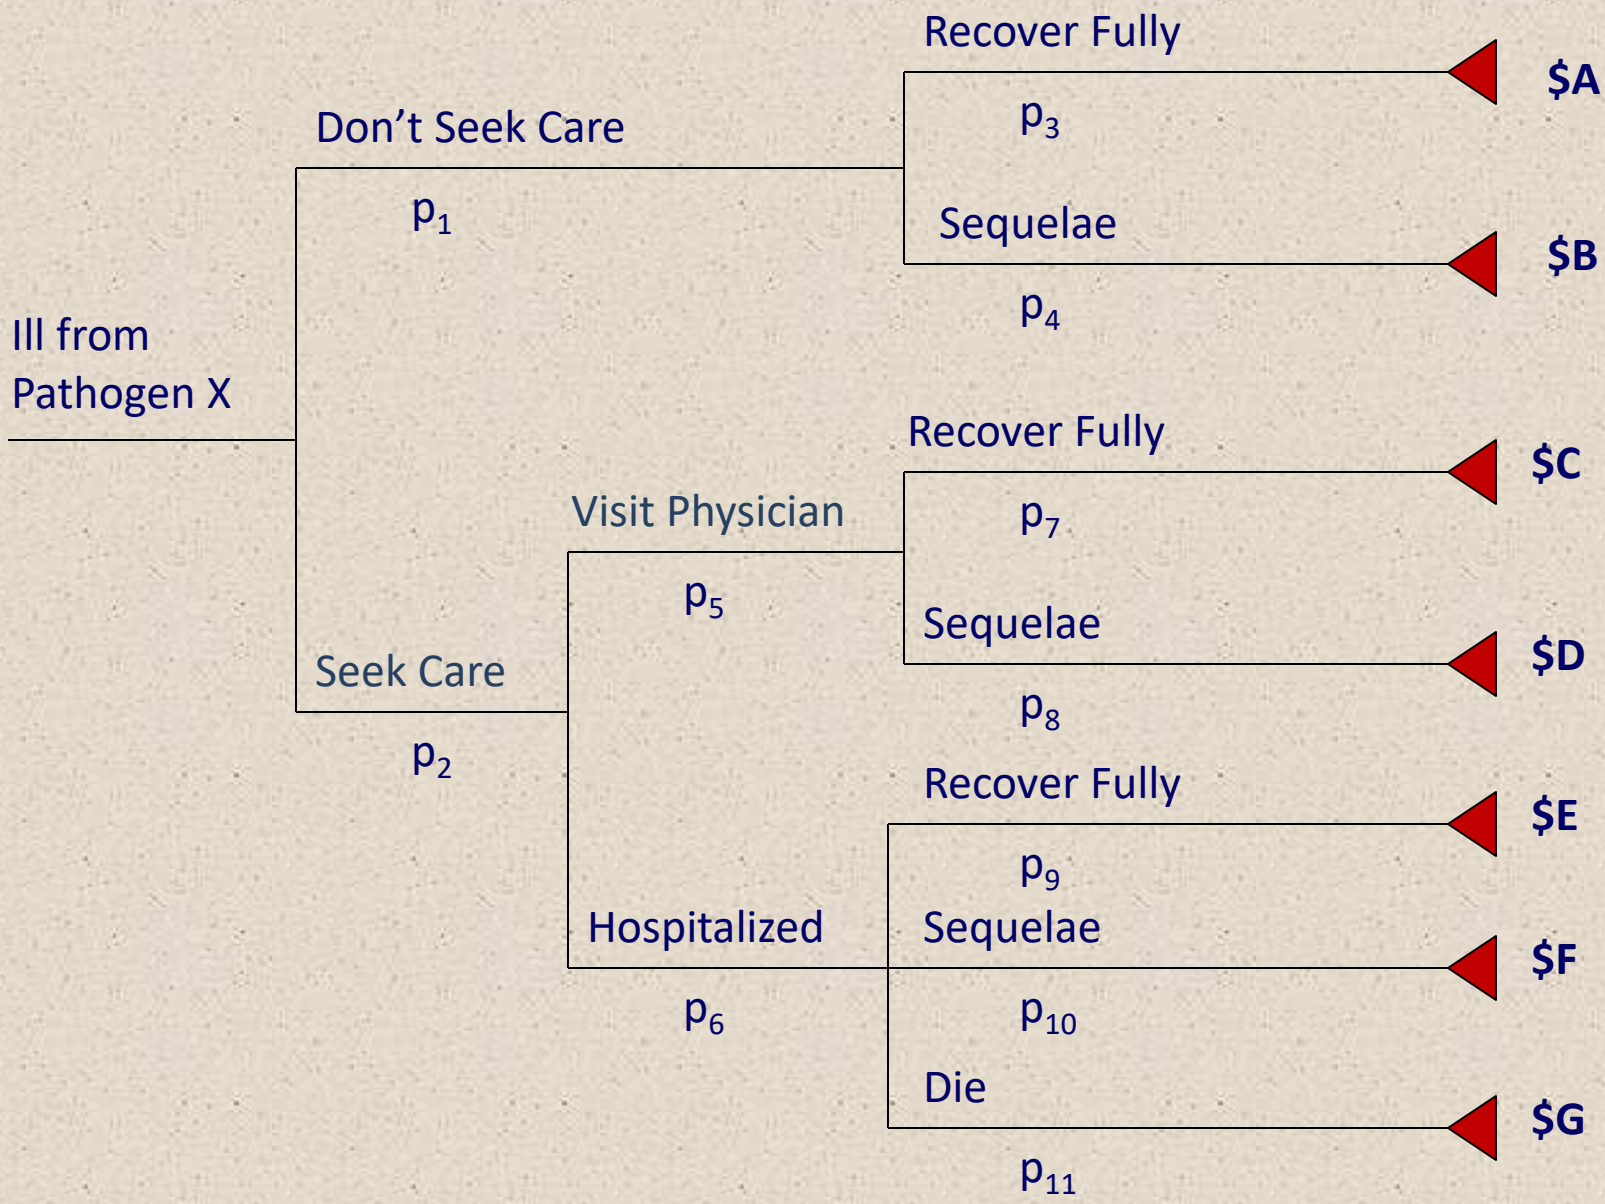 Recover Fully
$A
p3
Don’t Seek Care
p1
Sequelae
$B
p4
Ill from
Pathogen X
Recover Fully
$C
p7
Visit Physician
p5
Sequelae
$D
p8
Seek Care
p2
Recover Fully
$E
p9
Hospitalized
p6
Sequelae
$F
p10
Die
$G
p11